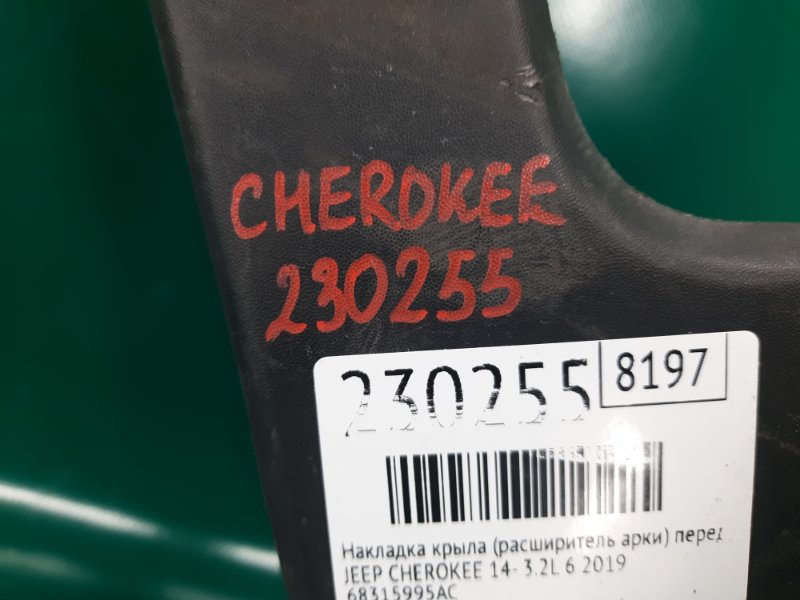 CHEROKEE
230255
230255 8197
Накладка крыла (расширитель арки) перед
JEEP CHEROKEE 14- 3.2L 6 2019
68315995AC